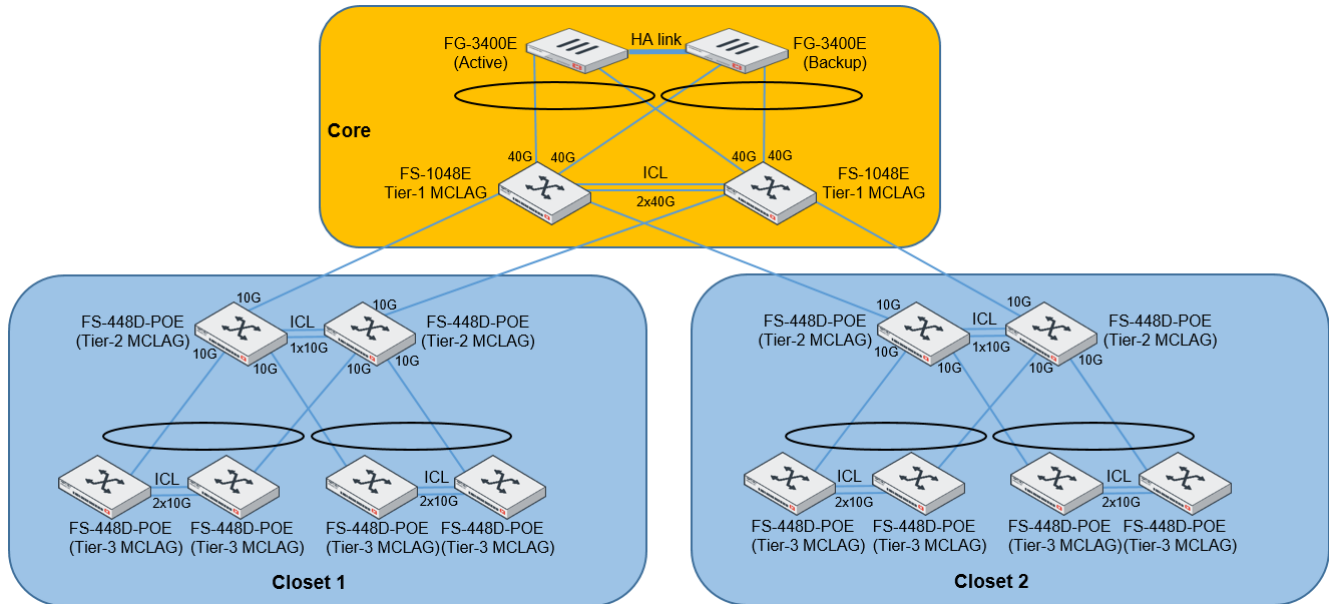 FG-3400E
(Active)
HA link
FG-3400E
(Backup)
Core
40G
40G
40G
40G
FS-1048E
Tier-1 MCLAG
ICL
2x40G
FS-1048E
Tier-1 MCLAG
10G
10G
FS-448D-POE
(Tier-2 MCLAG)
ICL
1x10G
FS-448D-POE
(Tier-2 MCLAG)
10G
10G
10G
10G
ICL
2x10G
ICL
2x10G
FS-448D-POE
(Tier-3 MCLAG)
FS-448D-POE
(Tier-3 MCLAG)
FS-448D-POE
(Tier-3 MCLAG)
FS-448D-POE
(Tier-3 MCLAG)
Closet 1
10G
10G
FS-448D-POE
(Tier-2 MCLAG)
ICL
1x10G
FS-448D-POE
(Tier-2 MCLAG)
10G
10G
10G
10G
ICL
2x10G
ICL
2x10G
FS-448D-POE
(Tier-3 MCLAG)
FS-448D-POE
(Tier-3 MCLAG)
FS-448D-POE
(Tier-3 MCLAG)
FS-448D-POE
(Tier-3 MCLAG)
Closet 2